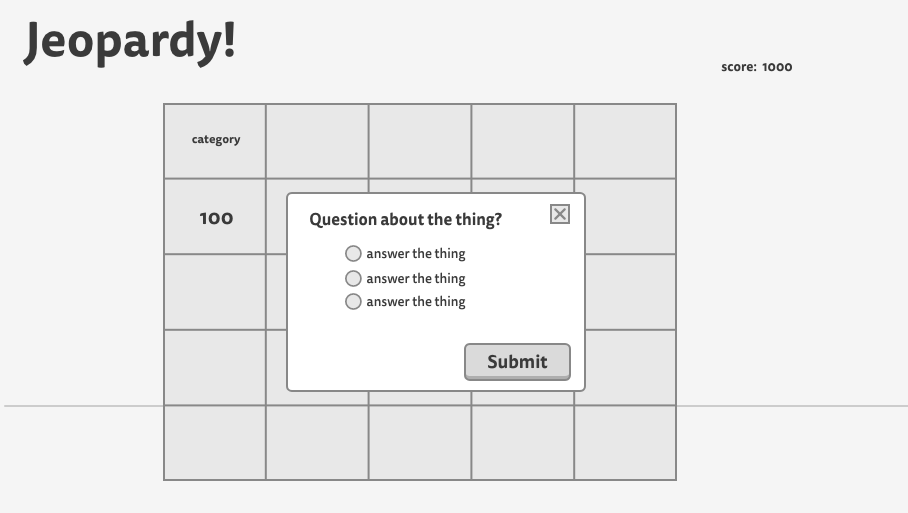 Jeopardy!
score: 1000
category
100
Question about the thing?
answer the thing
answer the thing
answer the thing
Submit